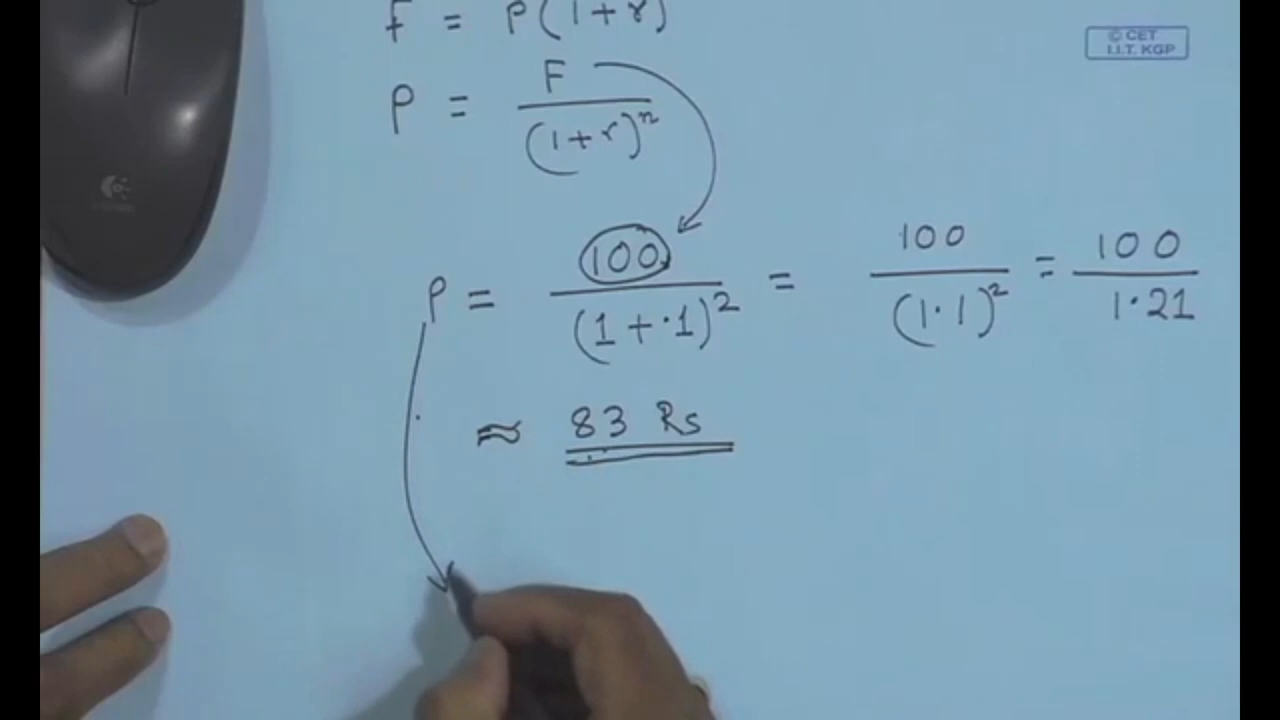 F = P(1+r)
© CET
I.I.T. KGP
P = F / (1+r)^n
P = 100 / (1+·1)^2 = 100 / (1·1)^2 = 100 / 1·21
≈ 83 Rs